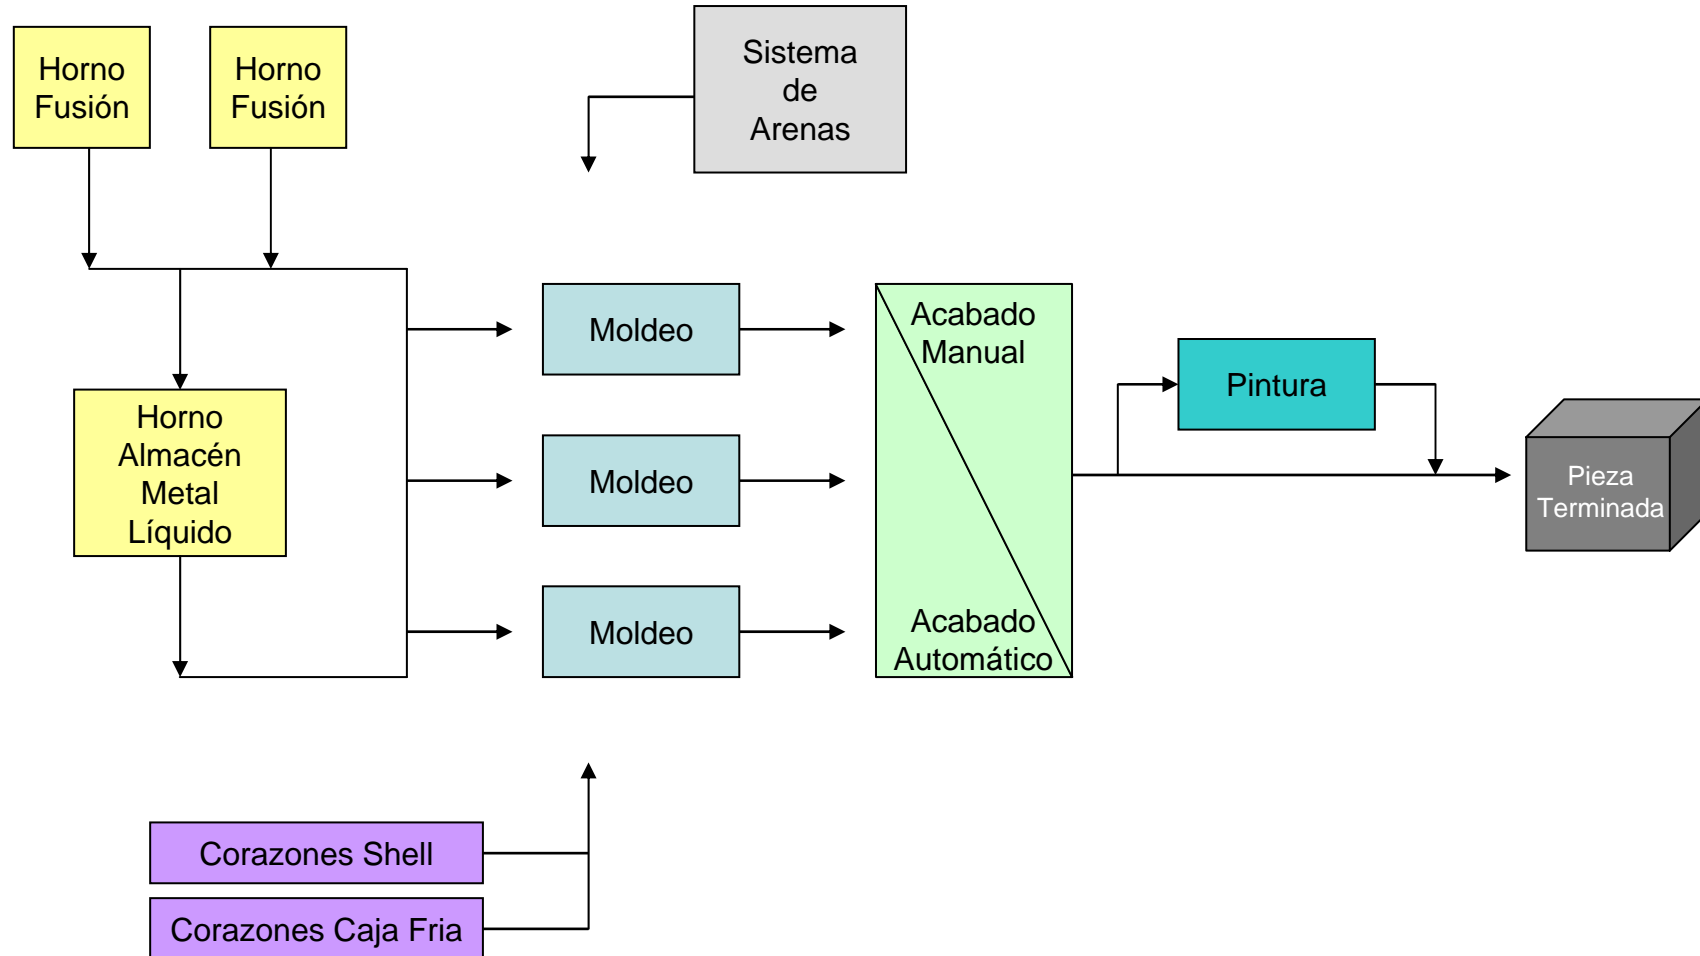 Horno
Fusión
Horno
Fusión
Sistema
de
Arenas
Horno
Almacén
Metal
Líquido
Moldeo
Moldeo
Moldeo
Acabado
Manual
Acabado
Automático
Pintura
Pieza
Terminada
Corazones Shell
Corazones Caja Fria